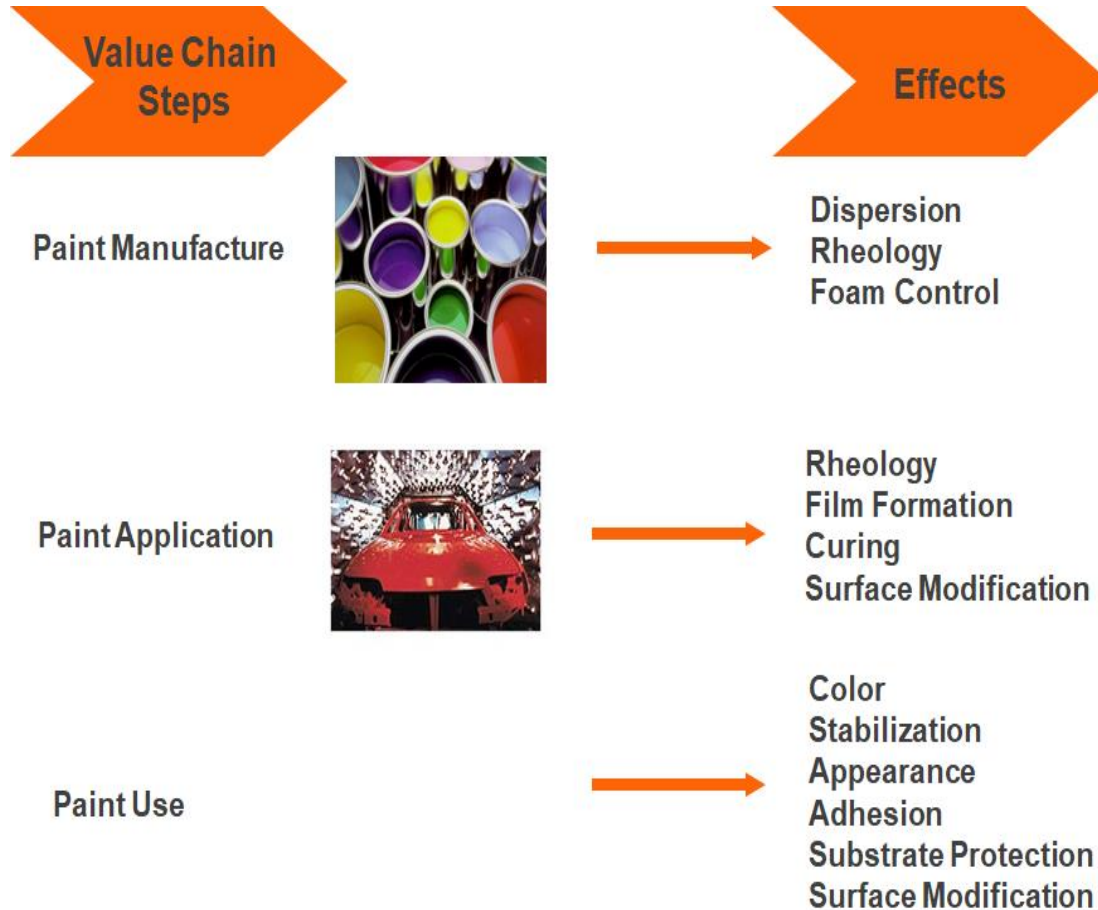 Value Chain
Steps
Effects
Paint Manufacture
Dispersion
Rheology
Foam Control
Paint Application
Rheology
Film Formation
Curing
Surface Modification
Paint Use
Color
Stabilization
Appearance
Adhesion
Substrate Protection
Surface Modification